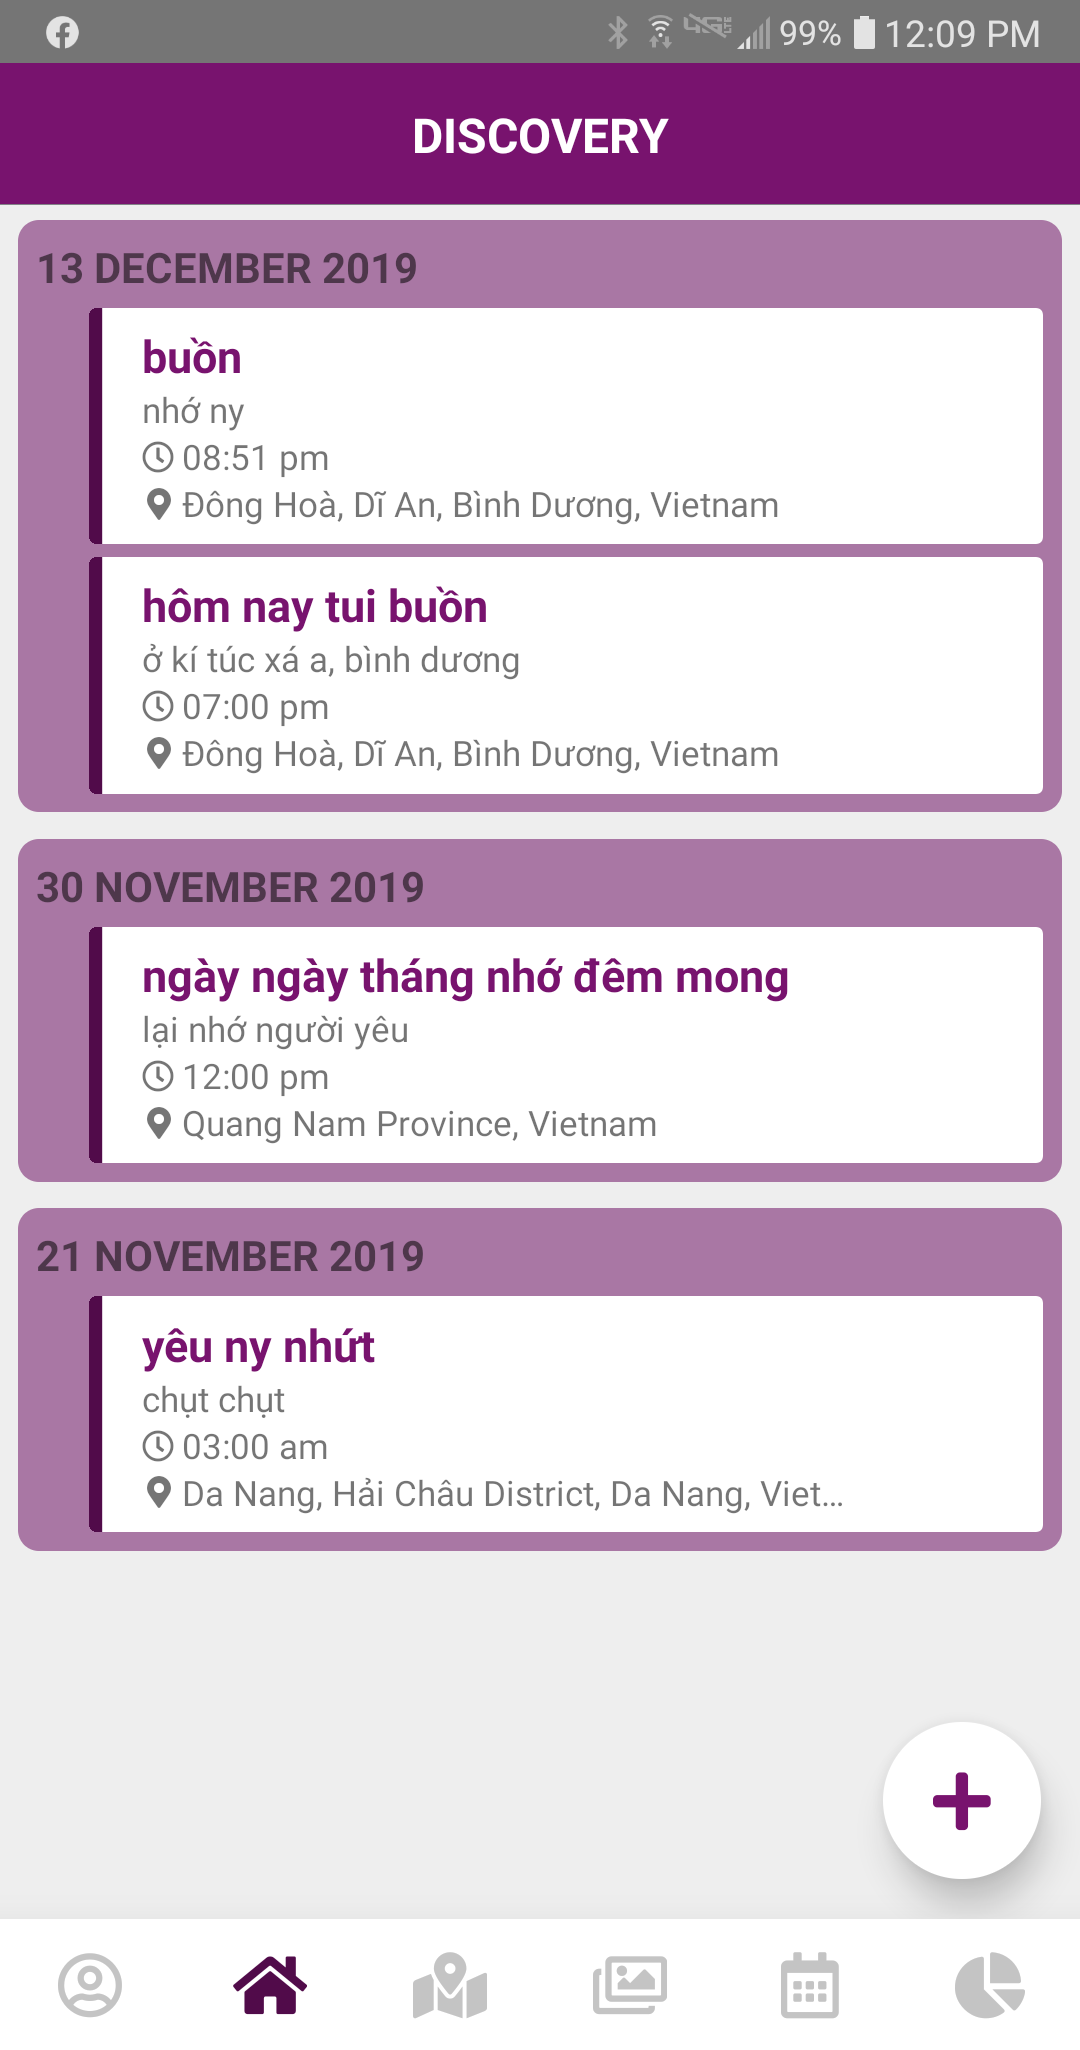 99% 12:09 PM
DISCOVERY
13 DECEMBER 2019
buồn
nhớ ny
08:51 pm
Đông Hoà, Dĩ An, Bình Dương, Vietnam
hôm nay tui buồn
ở kí túc xá a, bình dương
07:00 pm
Đông Hoà, Dĩ An, Bình Dương, Vietnam
30 NOVEMBER 2019
ngày ngày tháng nhớ đêm mong
lại nhớ người yêu
12:00 pm
Quang Nam Province, Vietnam
21 NOVEMBER 2019
yêu ny nhứt
chụt chụt
03:00 am
Da Nang, Hải Châu District, Da Nang, Viet...